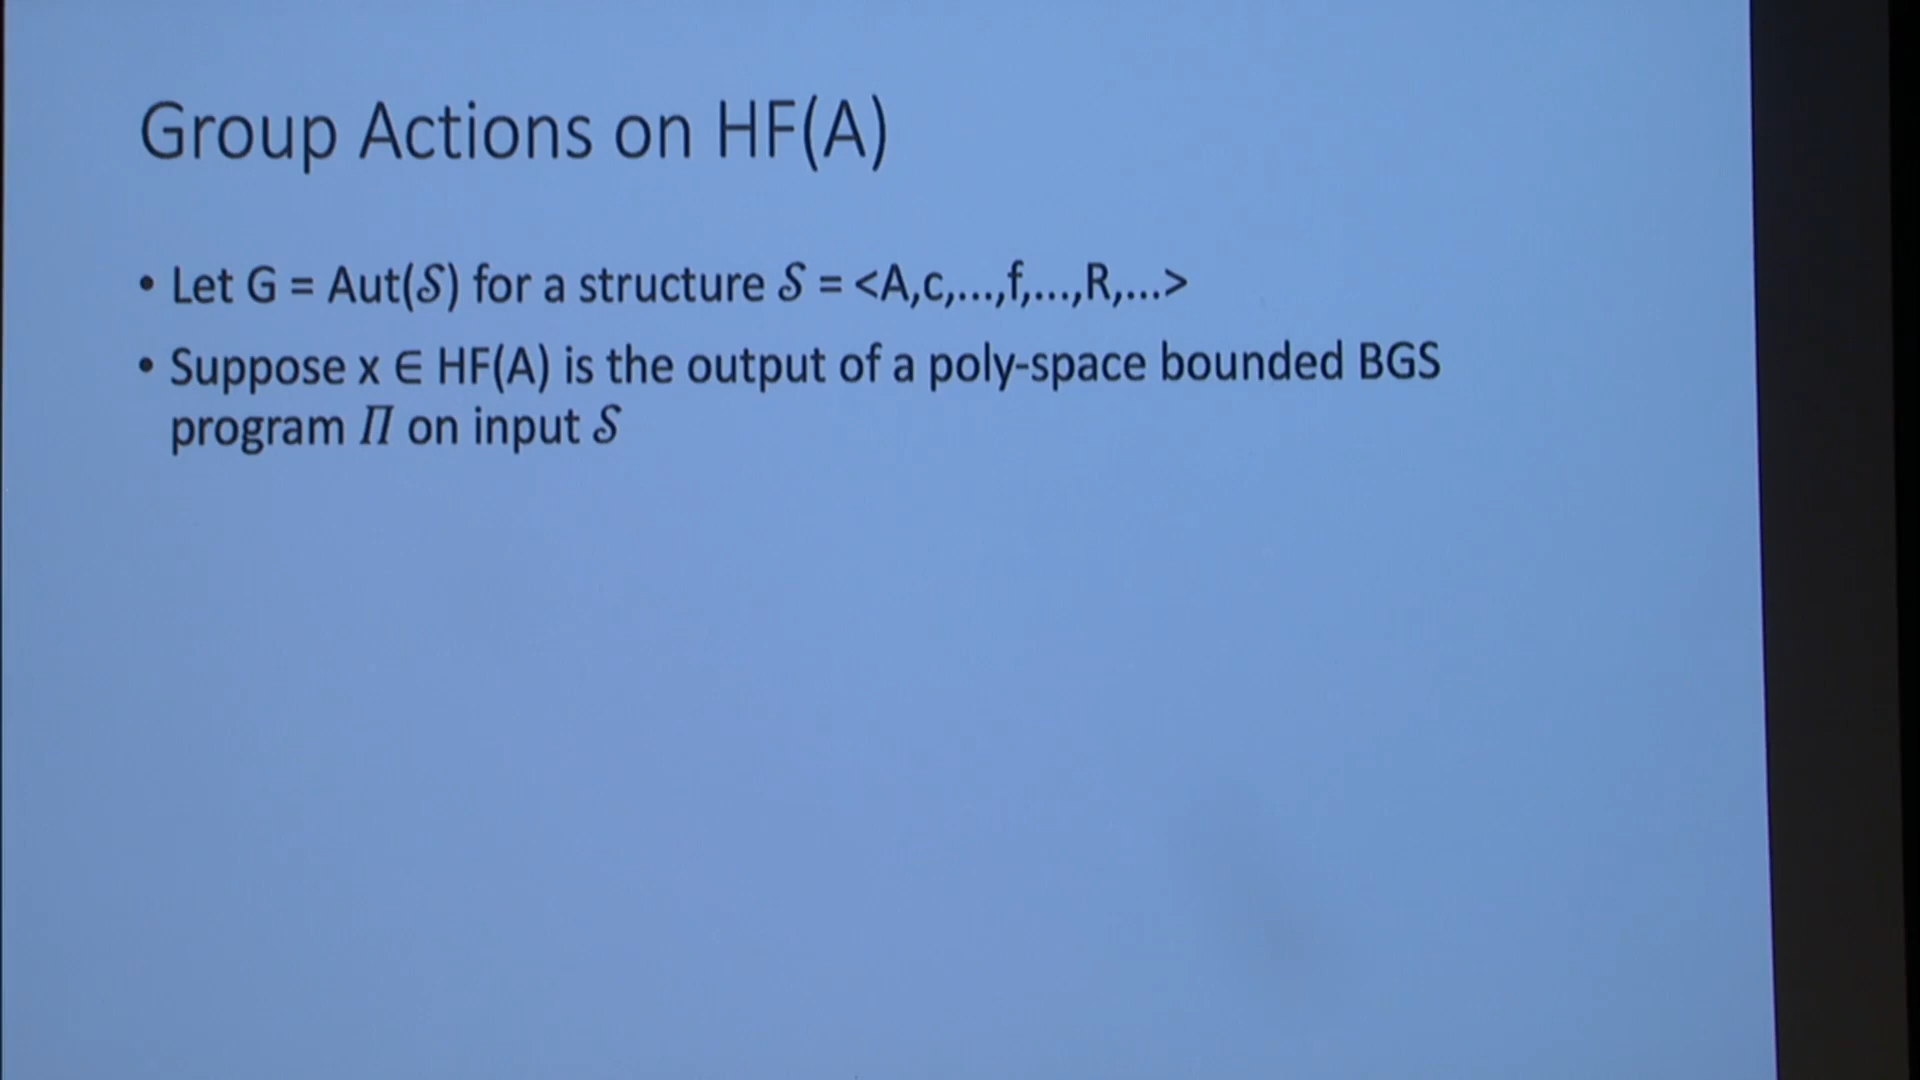 Group Actions on HF(A)
• Let G = Aut(𝒮) for a structure 𝒮 = <A,c,...,f,...,R,...>
• Suppose x ∈ HF(A) is the output of a poly-space bounded BGS
program 𝛱 on input 𝒮